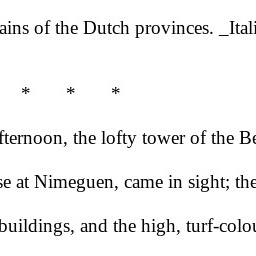 ains of the Dutch provinces. _Itali
* * *
fternoon, the lofty tower of the Be
se at Nimeguen, came in sight; the
buildings, and the high, turf-colou